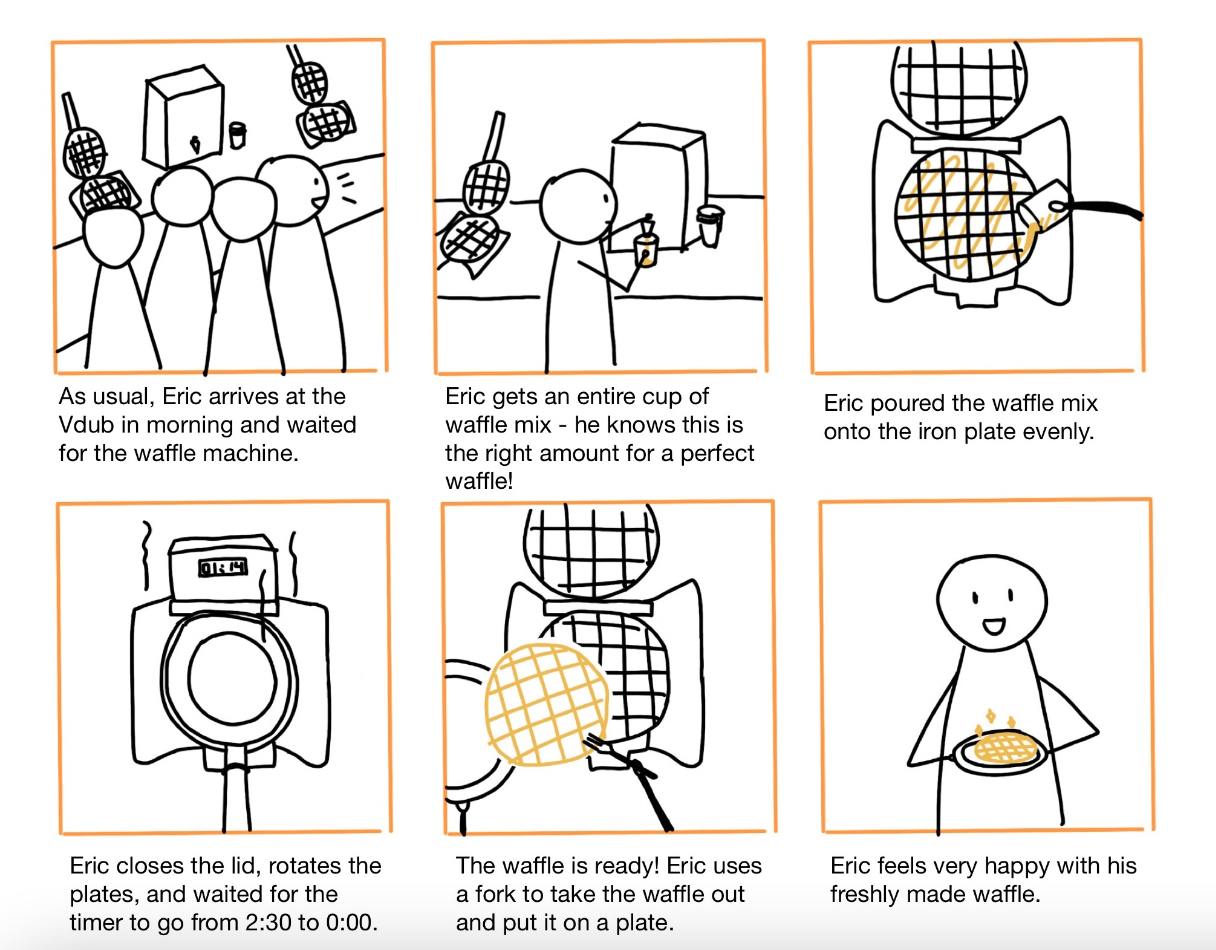 As usual, Eric arrives at the
Vdub in morning and waited
for the waffle machine.
Eric gets an entire cup of
waffle mix - he knows this is
the right amount for a perfect
waffle!
Eric poured the waffle mix
onto the iron plate evenly.
01:14
Eric closes the lid, rotates the
plates, and waited for the
timer to go from 2:30 to 0:00.
The waffle is ready! Eric uses
a fork to take the waffle out
and put it on a plate.
Eric feels very happy with his
freshly made waffle.